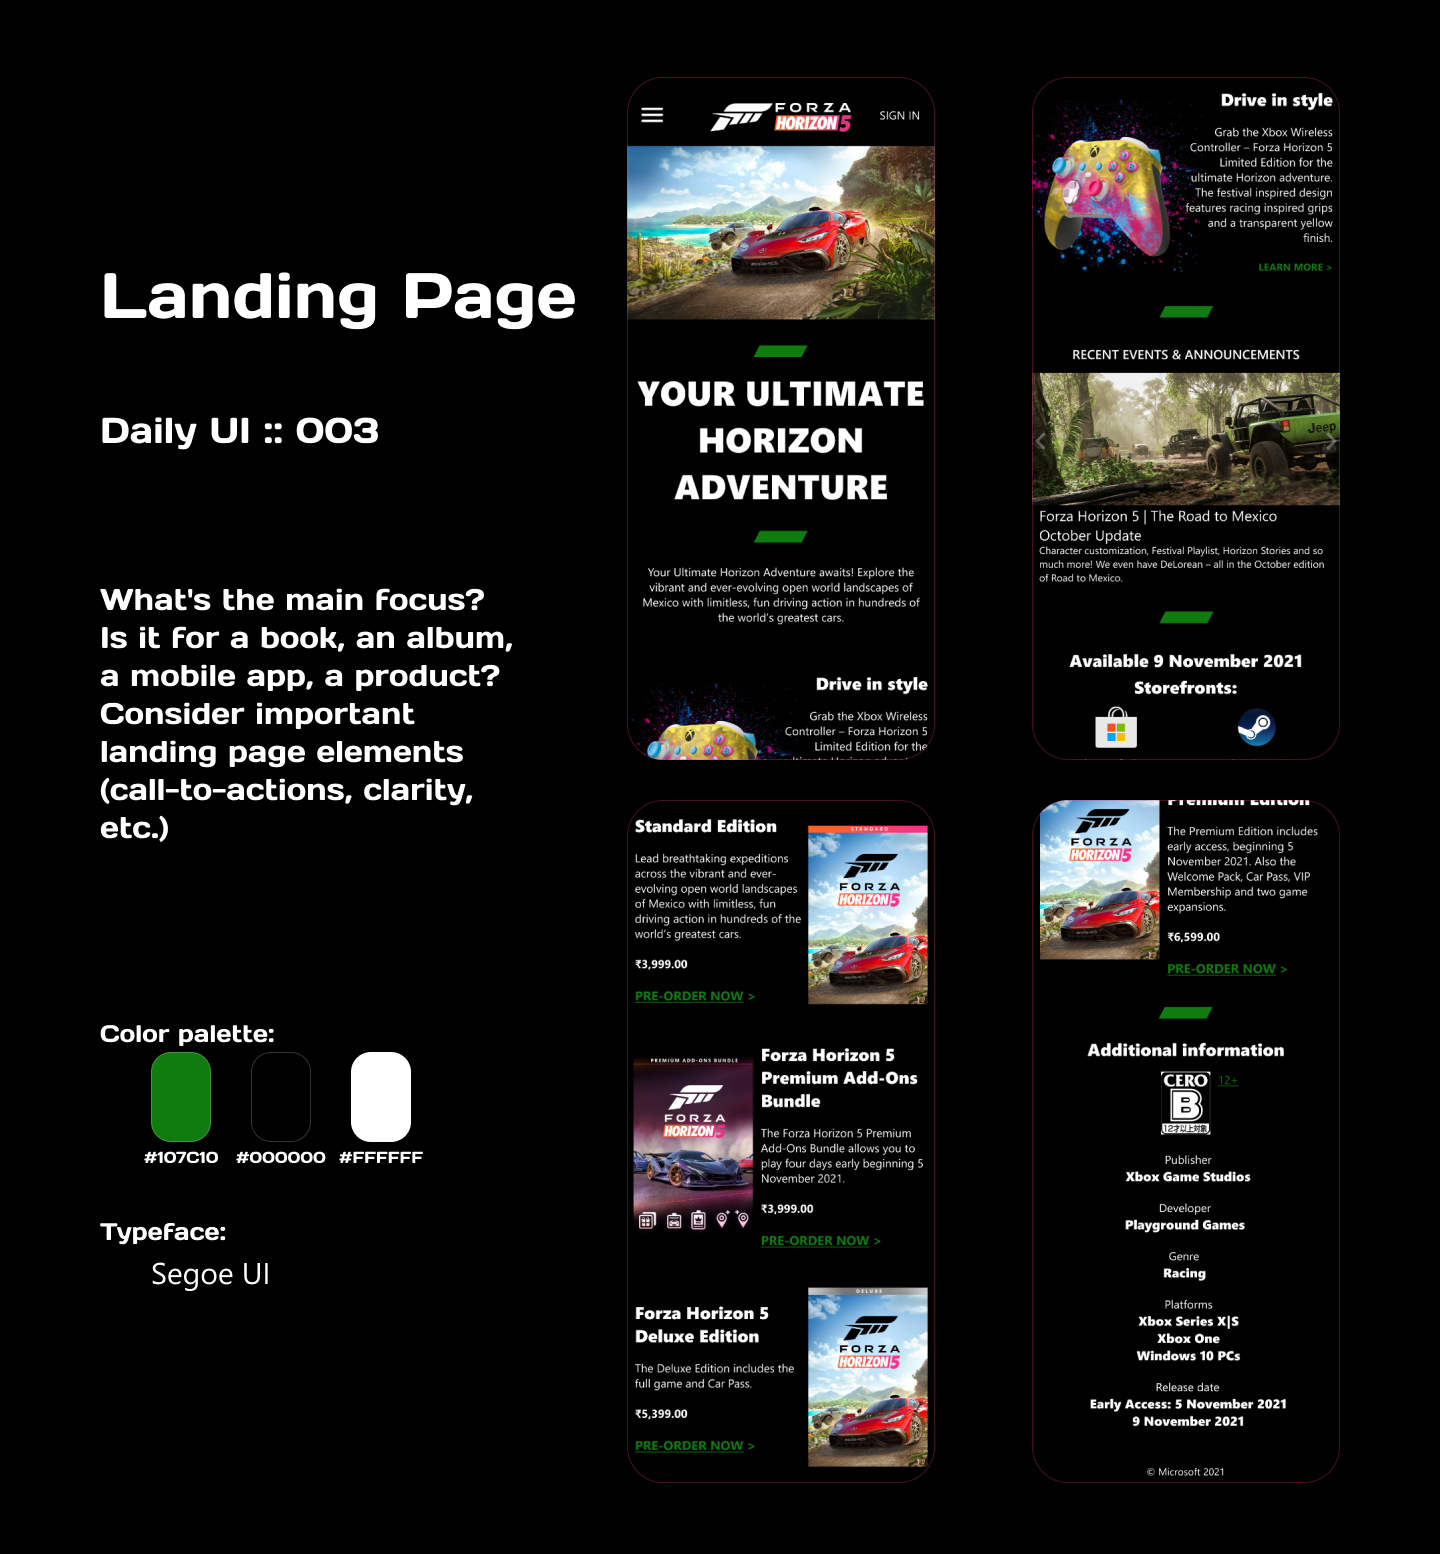 Landing Page
Daily UI :: 003
What's the main focus?
Is it for a book, an album,
a mobile app, a product?
Consider important
landing page elements
(call-to-actions, clarity,
etc.)
Color palette:
#107C10 #000000 #FFFFFF
Typeface:
Segoe UI
FORZA
HORIZON 5
SIGN IN
YOUR ULTIMATE
HORIZON
ADVENTURE
Your Ultimate Horizon Adventure awaits! Explore the
vibrant and ever-evolving open world landscapes of
Mexico with limitless, fun driving action in hundreds of
the world's greatest cars.
Drive in style
Grab the Xbox Wireless
Controller – Forza Horizon 5
Limited Edition for the
Drive in style
Grab the Xbox Wireless
Controller – Forza Horizon 5
Limited Edition for the
ultimate Horizon adventure.
The festival inspired design
features racing inspired grips
and a transparent yellow
finish.
LEARN MORE >
RECENT EVENTS & ANNOUNCEMENTS
Jeep
Forza Horizon 5 | The Road to Mexico
October Update
Character customization, Festival Playlist, Horizon Stories and so
much more! We even have DeLorean – all in the October edition
of Road to Mexico.
Available 9 November 2021
Storefronts:
Standard Edition
Lead breathtaking expeditions
across the vibrant and ever-
evolving open world landscapes
of Mexico with limitless, fun
driving action in hundreds of the
world's greatest cars.
₹3,999.00
PRE-ORDER NOW >
STANDARD
FORZA
HORIZON 5
PREMIUM ADD-ONS BUNDLE
FORZA
HORIZON 5
Forza Horizon 5
Premium Add-Ons
Bundle
The Forza Horizon 5 Premium
Add-Ons Bundle allows you to
play four days early beginning 5
November 2021.
₹3,999.00
PRE-ORDER NOW >
Forza Horizon 5
Deluxe Edition
The Deluxe Edition includes the
full game and Car Pass.
₹5,399.00
PRE-ORDER NOW >
DELUXE
FORZA
HORIZON 5
FORZA
HORIZON 5
Premium Edition
The Premium Edition includes
early access, beginning 5
November 2021. Also the
Welcome Pack, Car Pass, VIP
Membership and two game
expansions.
₹6,599.00
PRE-ORDER NOW >
Additional information
CERO
B
12才以上対象
12+
Publisher
Xbox Game Studios
Developer
Playground Games
Genre
Racing
Platforms
Xbox Series X|S
Xbox One
Windows 10 PCs
Release date
Early Access: 5 November 2021
9 November 2021
© Microsoft 2021